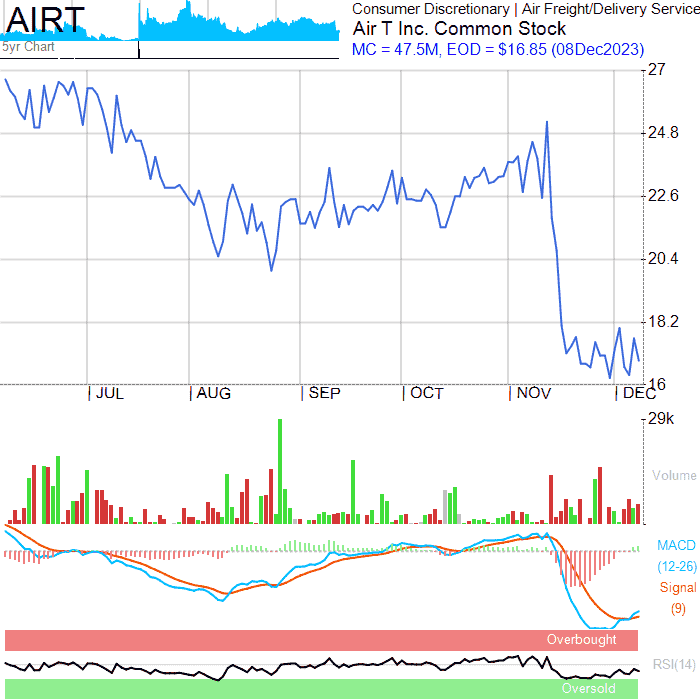 AIRT
5yr Chart
Consumer Discretionary | Air Freight/Delivery Service
Air T Inc. Common Stock
MC = 47.5M, EOD = $16.85 (08Dec2023)
27
24.8
22.6
20.4
18.2
16
JUL AUG SEP OCT NOV DEC
29k
Volume
MACD
(12-26)
Signal
(9)
Overbought
RSI(14)
Oversold